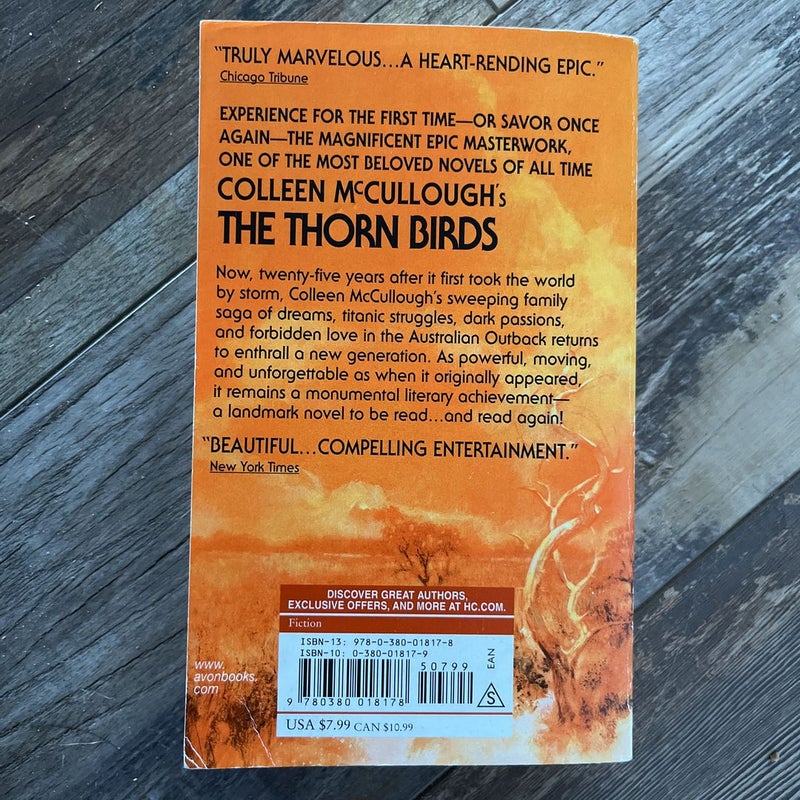 "TRULY MARVELOUS...A HEART-RENDING EPIC."
Chicago Tribune
EXPERIENCE FOR THE FIRST TIME—OR SAVOR ONCE
AGAIN—THE MAGNIFICENT EPIC MASTERWORK,
ONE OF THE MOST BELOVED NOVELS OF ALL TIME
COLLEEN McCULLOUGH's
THE THORN BIRDS
Now, twenty-five years after it first took the world
by storm, Colleen McCullough's sweeping family
saga of dreams, titanic struggles, dark passions,
and forbidden love in the Australian Outback returns
to enthrall a new generation. As powerful, moving,
and unforgettable as when it originally appeared,
it remains a monumental literary achievement—
a landmark novel to be read...and read again!
"BEAUTIFUL...COMPELLING ENTERTAINMENT."
New York Times
DISCOVER GREAT AUTHORS,
EXCLUSIVE OFFERS, AND MORE AT HC.COM.
Fiction
ISBN-13: 978-0-380-01817-8
ISBN-10: 0-380-01817-9
50799
EAN
S
9 780380 018178
USA $7.99 CAN $10.99
www.
avonbooks.
com